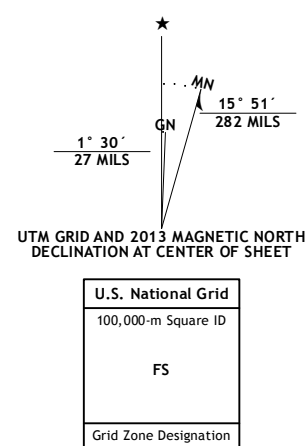 ★
MN
GN
15° 51´
282 MILS
1° 30´
27 MILS
UTM GRID AND 2013 MAGNETIC NORTH
DECLINATION AT CENTER OF SHEET
U.S. National Grid
100,000-m Square ID
FS
Grid Zone Designation